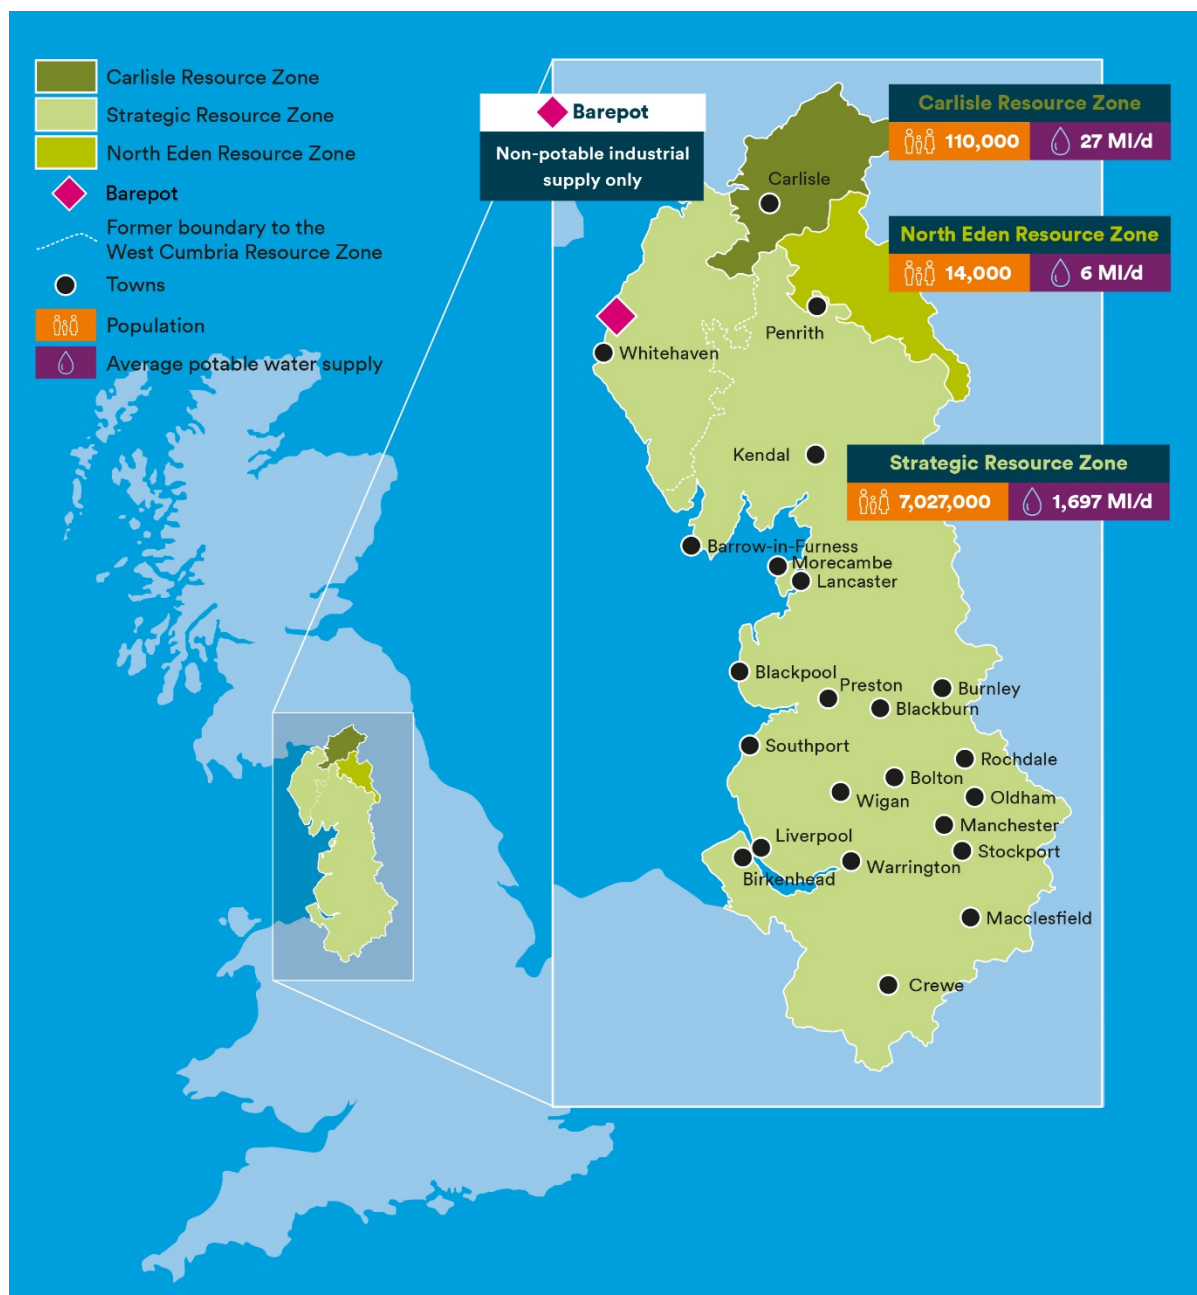 Carlisle Resource Zone
Strategic Resource Zone
North Eden Resource Zone
Barepot
Former boundary to the
West Cumbria Resource Zone
Towns
Population
Average potable water supply
Barepot
Non-potable industrial
supply only
Carlisle Resource Zone
110,000 27 Ml/d
North Eden Resource Zone
14,000 6 Ml/d
Strategic Resource Zone
7,027,000 1,697 Ml/d
Carlisle
Penrith
Whitehaven
Kendal
Barrow-in-Furness
Morecambe
Lancaster
Blackpool
Preston
Burnley
Blackburn
Southport
Rochdale
Bolton
Wigan
Oldham
Manchester
Liverpool
Stockport
Warrington
Birkenhead
Macclesfield
Crewe